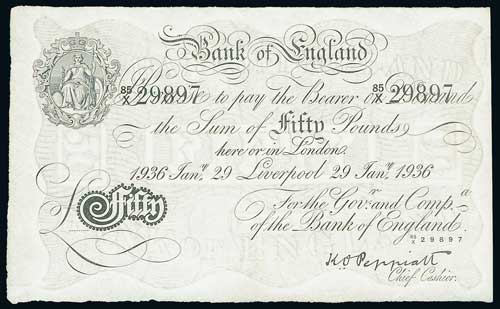 Bank of England
85/X 29897 85/X 29897
Promise to pay the Bearer on Demand
the Sum of Fifty Pounds
here or in London
1936 Jany. 29 Liverpool 29 Jany. 1936
For the Govr. and Compa.
£ Fifty of the Bank of England.
85/X 29897
K O Peppiatt
Chief Cashier.